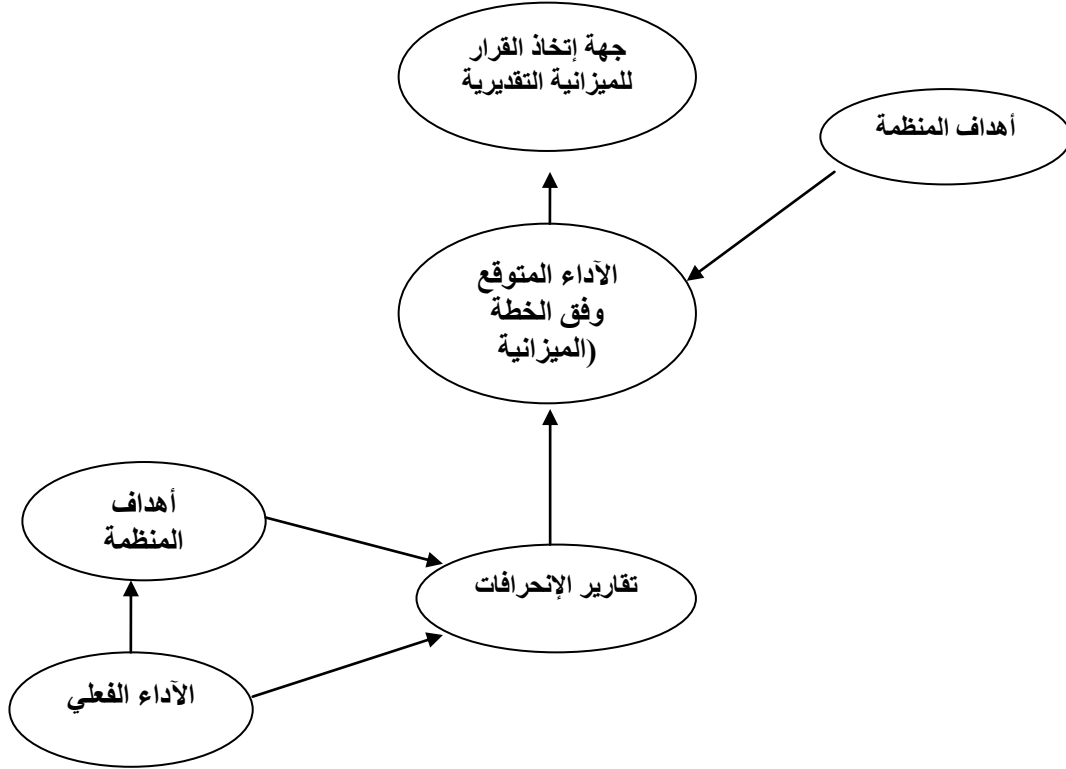 جهة إتخاذ القرار
للميزانية التقديرية
أهداف المنظمة
الآداء المتوقع
وفق الخطة
(الميزانية
أهداف
المنظمة
تقارير الإنحرافات
الآداء الفعلي